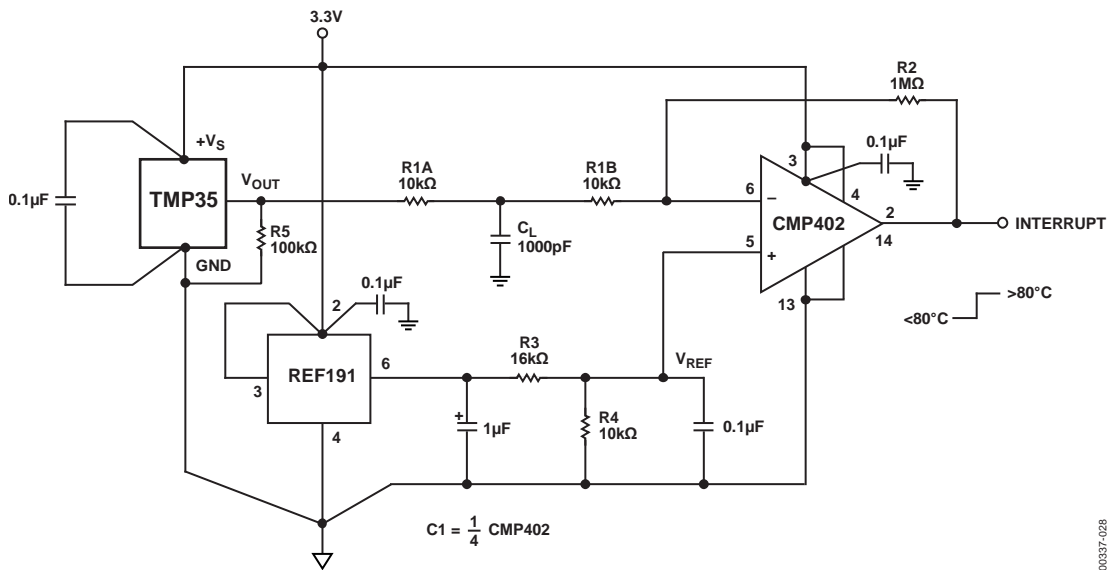 3.3V
R2
1MΩ
+VS
0.1µF
TMP35
VOUT
R1A
10kΩ
R1B
10kΩ
3
0.1µF
6
–
4
CMP402
2
14
INTERRUPT
5
+
0.1µF
R5
100kΩ
CL
1000pF
GND
13
>80°C
<80°C
2
0.1µF
REF191
3
6
4
R3
16kΩ
VREF
+
1µF
R4
10kΩ
0.1µF
C1 = 1/4 CMP402
00337-028